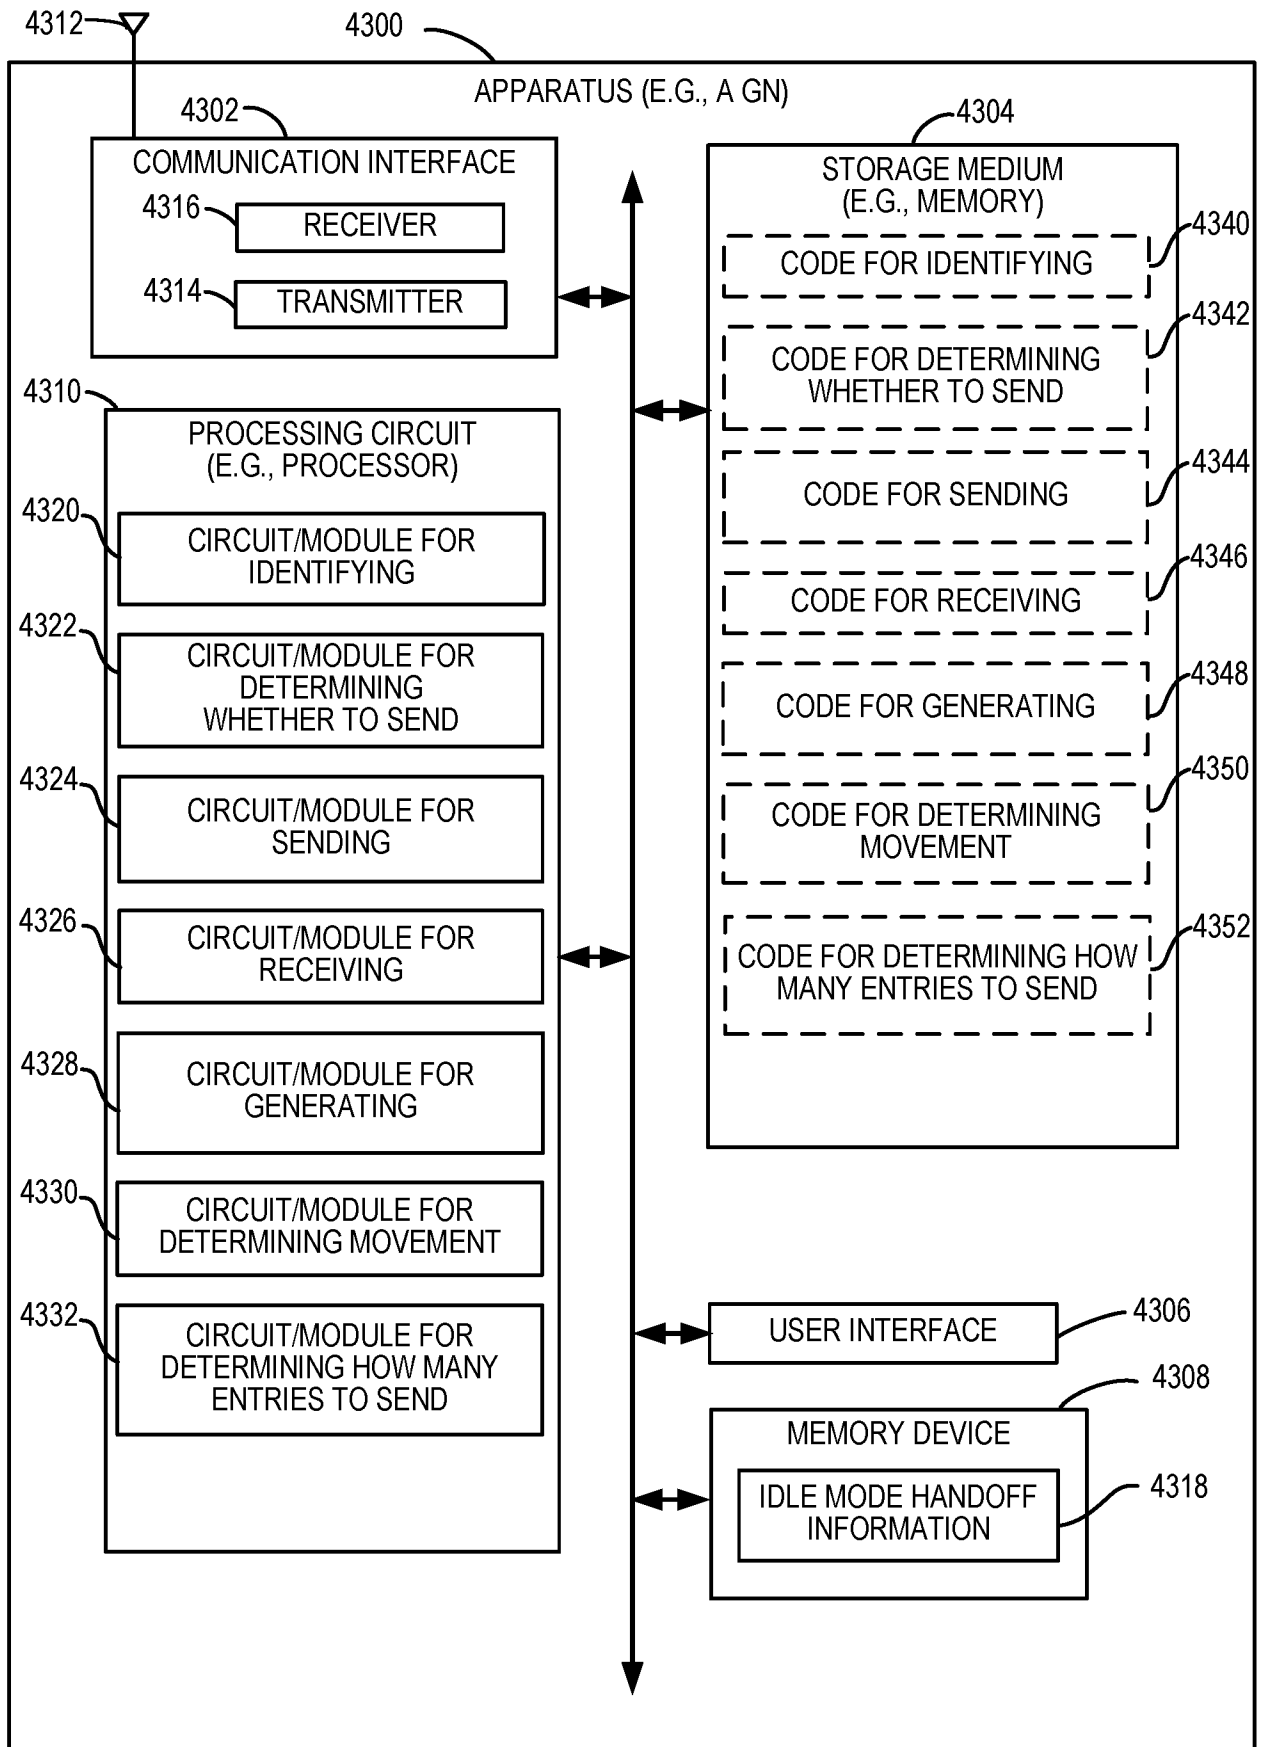 4312
4300
APPARATUS (E.G., A GN)
4302
COMMUNICATION INTERFACE
4316
RECEIVER
4314
TRANSMITTER
4310
PROCESSING CIRCUIT
(E.G., PROCESSOR)
4320
CIRCUIT/MODULE FOR
IDENTIFYING
4322
CIRCUIT/MODULE FOR
DETERMINING
WHETHER TO SEND
4324
CIRCUIT/MODULE FOR
SENDING
4326
CIRCUIT/MODULE FOR
RECEIVING
4328
CIRCUIT/MODULE FOR
GENERATING
4330
CIRCUIT/MODULE FOR
DETERMINING MOVEMENT
4332
CIRCUIT/MODULE FOR
DETERMINING HOW MANY
ENTRIES TO SEND
4304
STORAGE MEDIUM
(E.G., MEMORY)
4340
CODE FOR IDENTIFYING
4342
CODE FOR DETERMINING
WHETHER TO SEND
4344
CODE FOR SENDING
4346
CODE FOR RECEIVING
4348
CODE FOR GENERATING
4350
CODE FOR DETERMINING
MOVEMENT
4352
CODE FOR DETERMINING HOW
MANY ENTRIES TO SEND
4306
USER INTERFACE
4308
MEMORY DEVICE
4318
IDLE MODE HANDOFF
INFORMATION